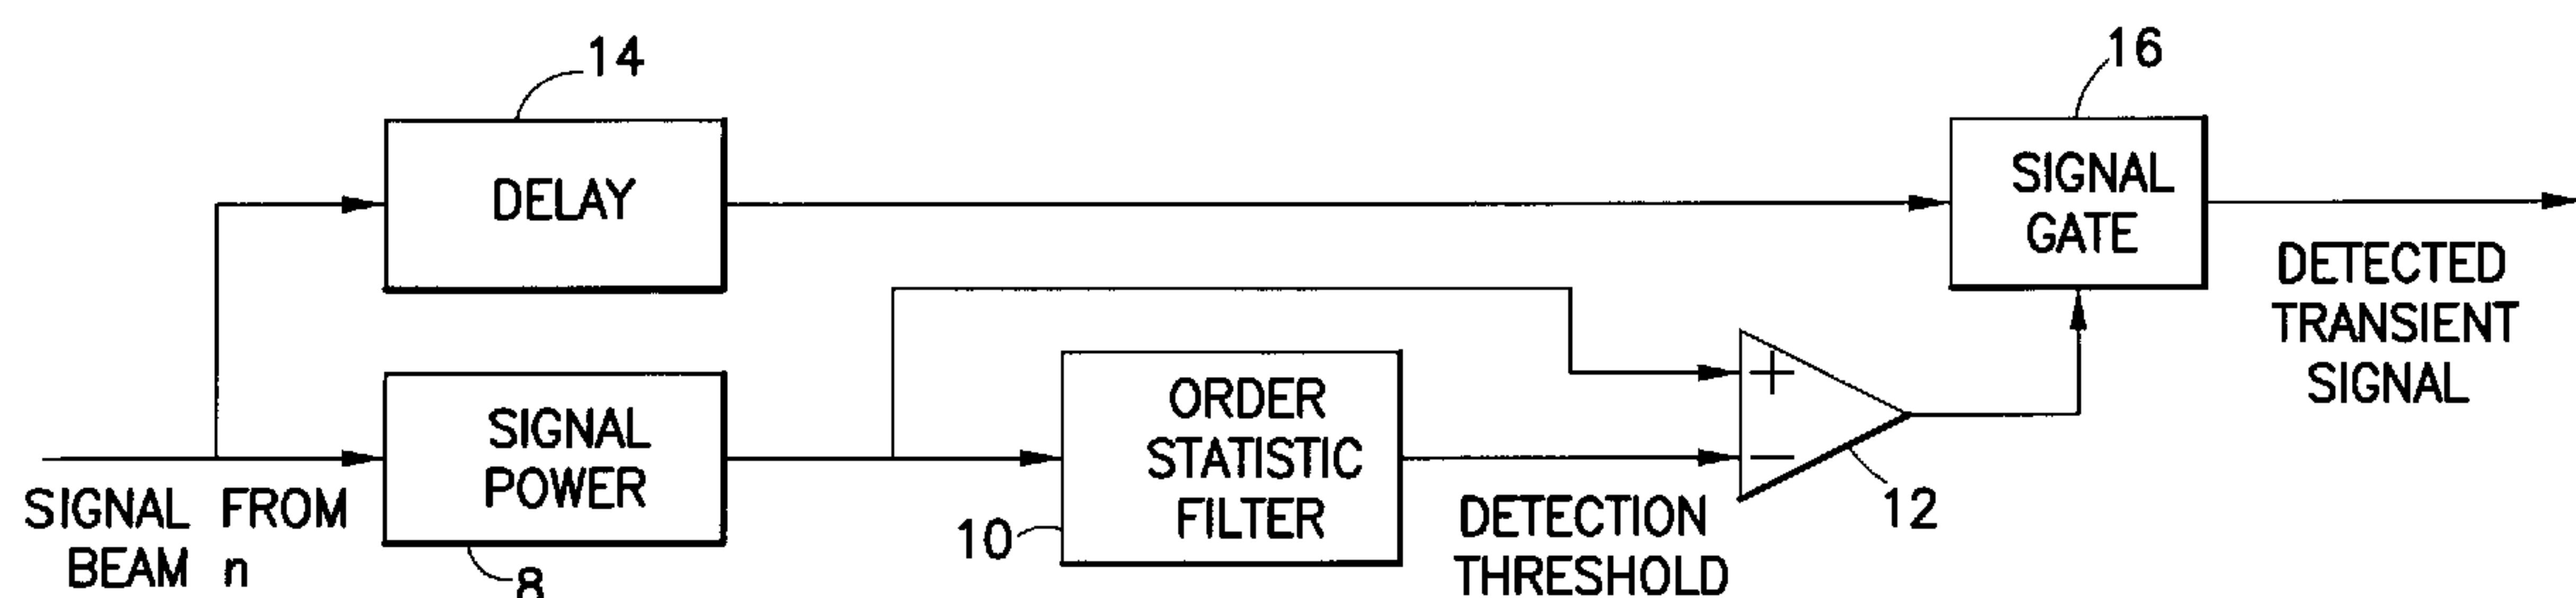 14
16
DELAY
SIGNAL
GATE
DETECTED
TRANSIENT
SIGNAL
SIGNAL
POWER
ORDER
STATISTIC
FILTER
+
−
SIGNAL FROM
BEAM n
8
10
DETECTION
THRESHOLD
12